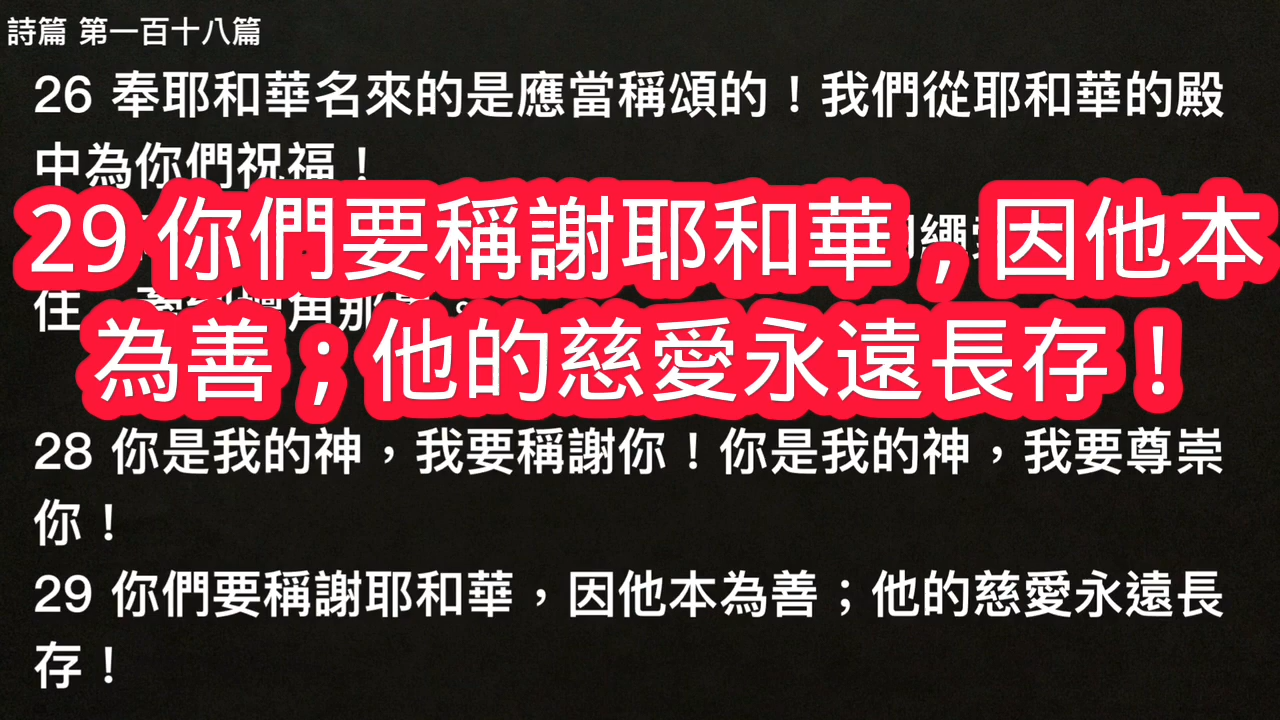 詩篇 第一百十八篇
26 奉耶和華名來的是應當稱頌的！我們從耶和華的殿
中為你們祝福！
29 你們要稱謝耶和華，因他本
為善；他的慈愛永遠長存！
繩
住
角那
28 你是我的神，我要稱謝你！你是我的神，我要尊崇
你！
29 你們要稱謝耶和華，因他本為善；他的慈愛永遠長
存！